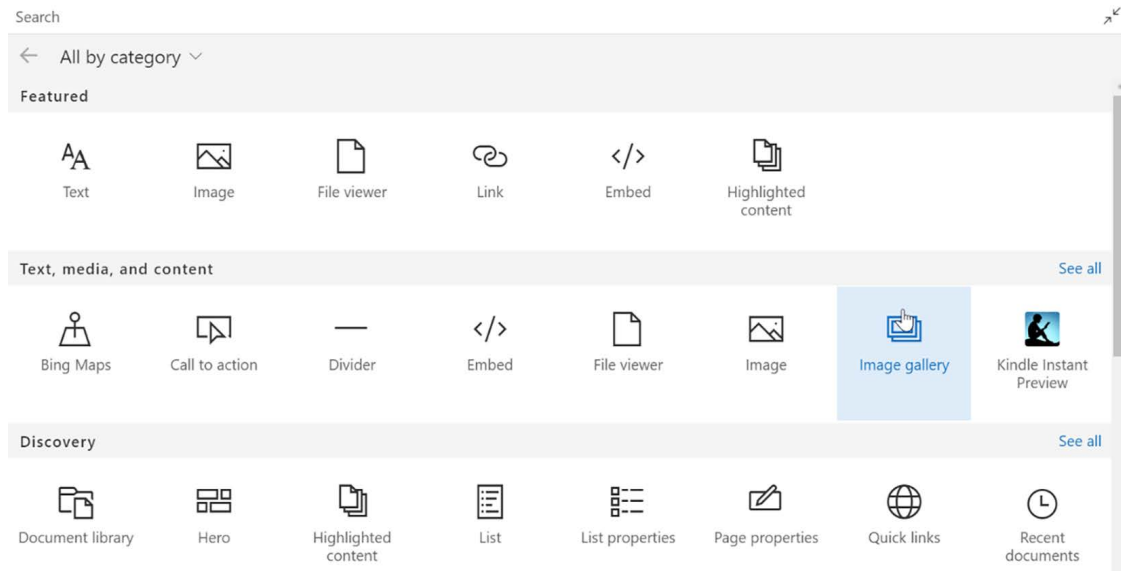 Search
All by category
Featured
Text
Image
File viewer
Link
Embed
Highlighted
content
Text, media, and content
See all
Bing Maps
Call to action
Divider
Embed
File viewer
Image
Image gallery
Kindle Instant
Preview
Discovery
See all
Document library
Hero
Highlighted
content
List
List properties
Page properties
Quick links
Recent
documents